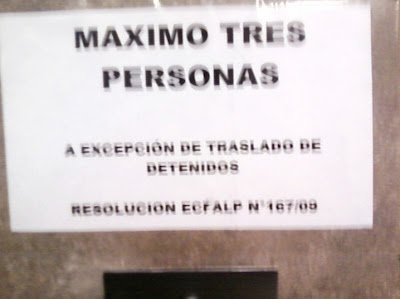 MAXIMO TRES
PERSONAS
A EXCEPCIÓN DE TRASLADO DE
DETENIDOS
RESOLUCION ECFALP N°167/09